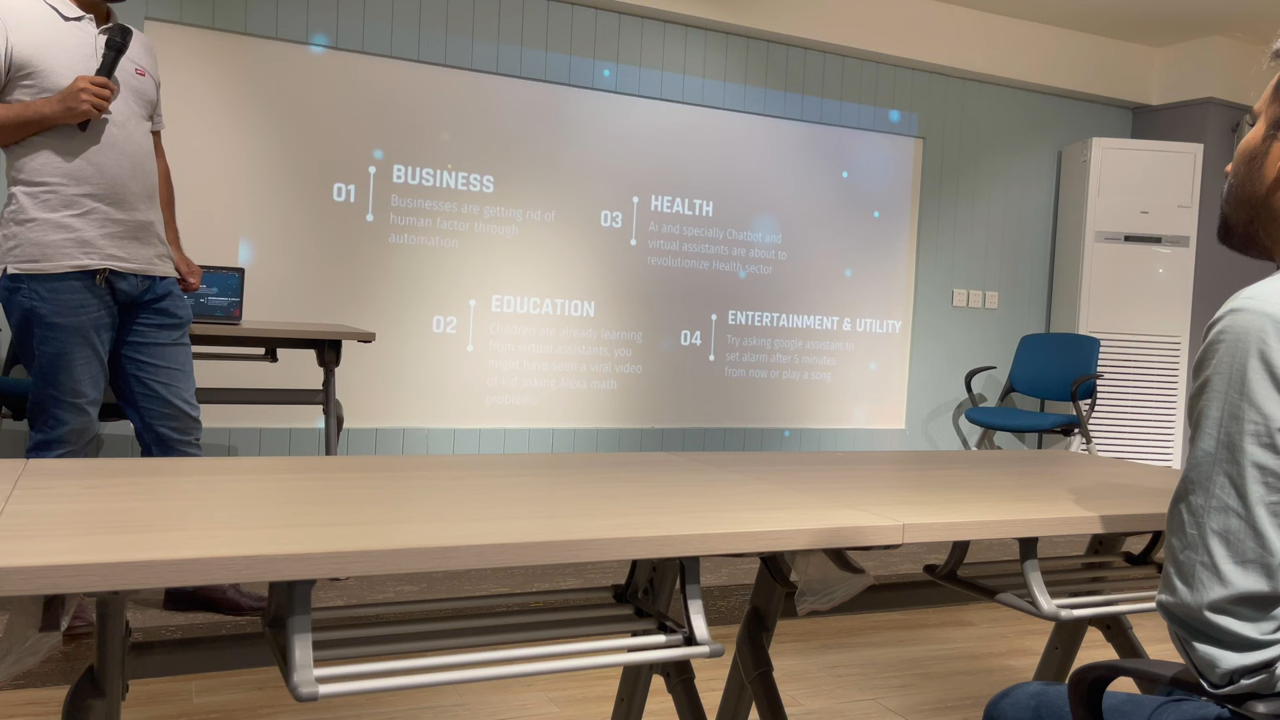 01
BUSINESS
Businesses are getting rid of
human factor through
automation
02
EDUCATION
Children are already learning
from virtual assistants, you
might have seen a viral video
of kid asking Alexa math
problems
03
HEALTH
Ai and specially Chatbot and
virtual assistants are about to
revolutionize Health sector
04
ENTERTAINMENT & UTILITY
Try asking google assistant to
set alarm after 5 minutes
from now or play a song